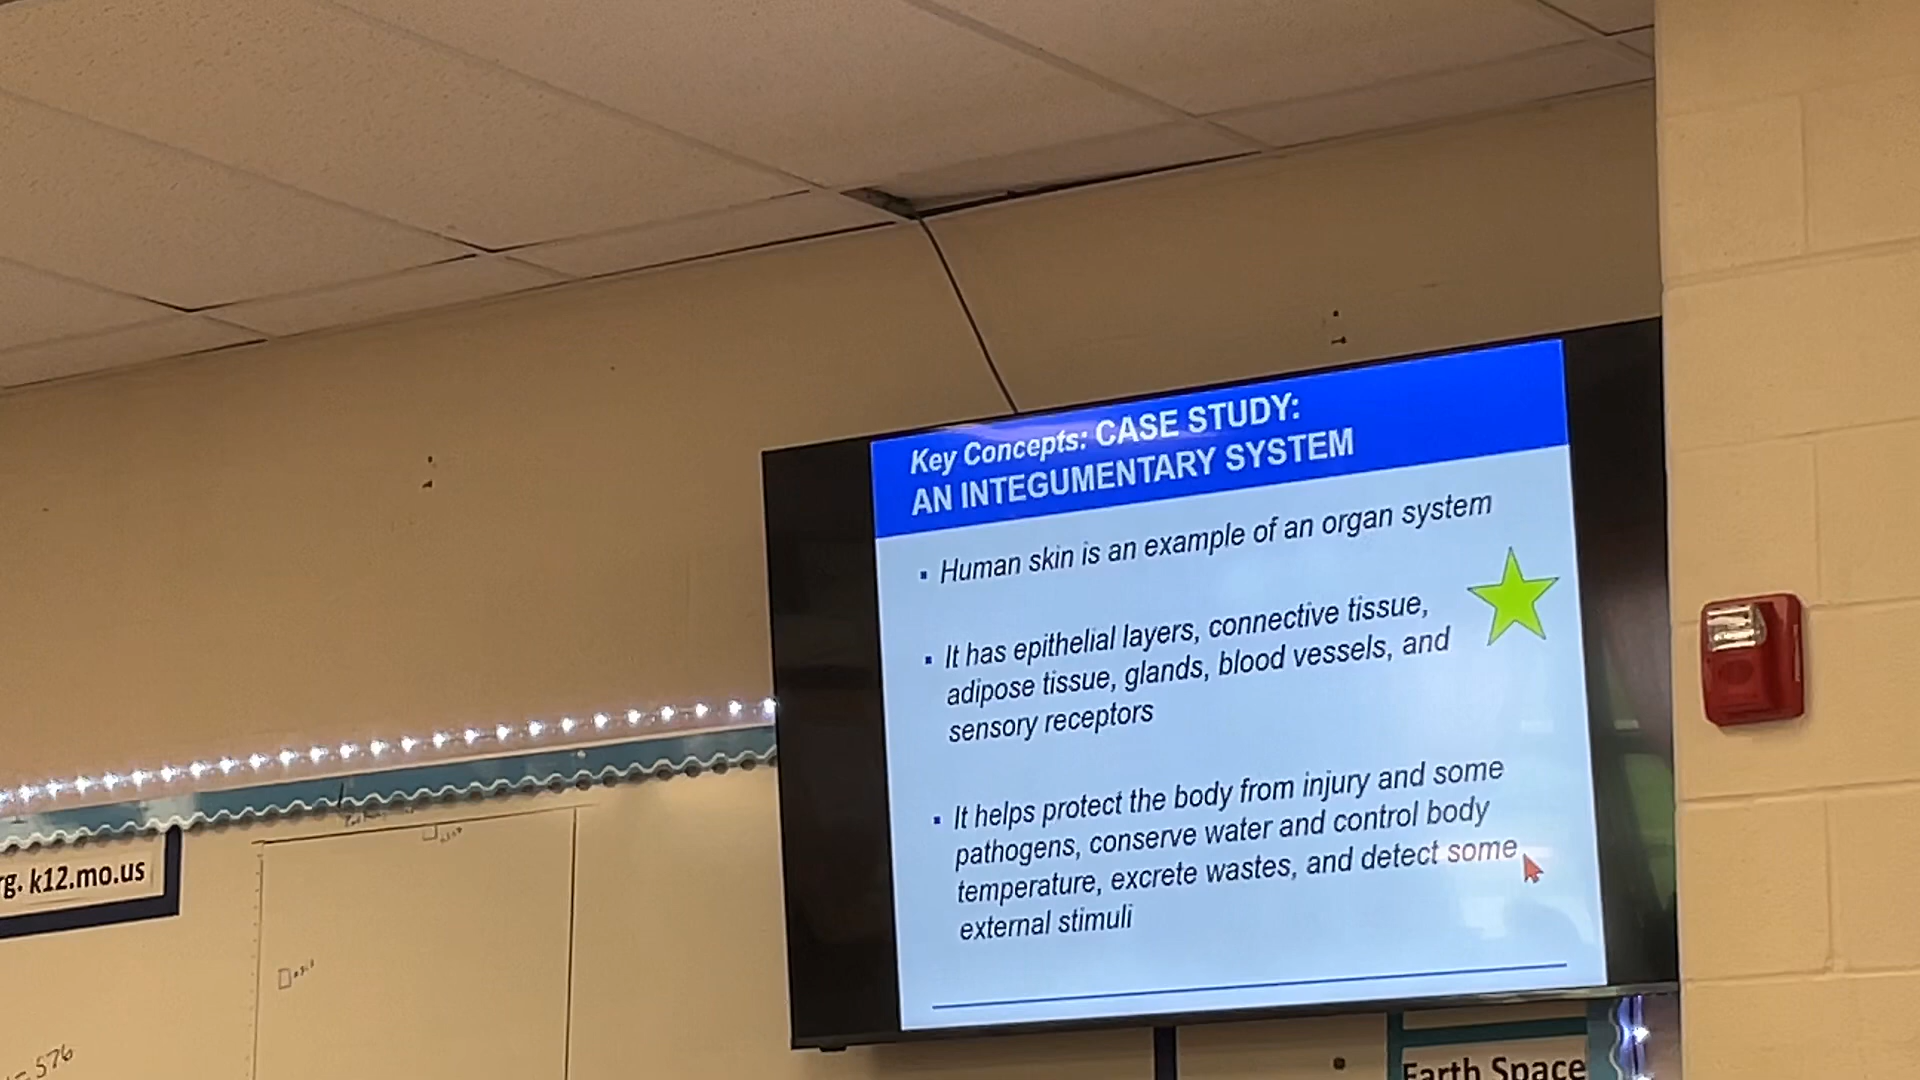 Key Concepts: CASE STUDY:
AN INTEGUMENTARY SYSTEM
▪ Human skin is an example of an organ system
▪ It has epithelial layers, connective tissue,
adipose tissue, glands, blood vessels, and
sensory receptors
▪ It helps protect the body from injury and some
pathogens, conserve water and control body
temperature, excrete wastes, and detect some
external stimuli
rg. k12.mo.us
576
Earth Space